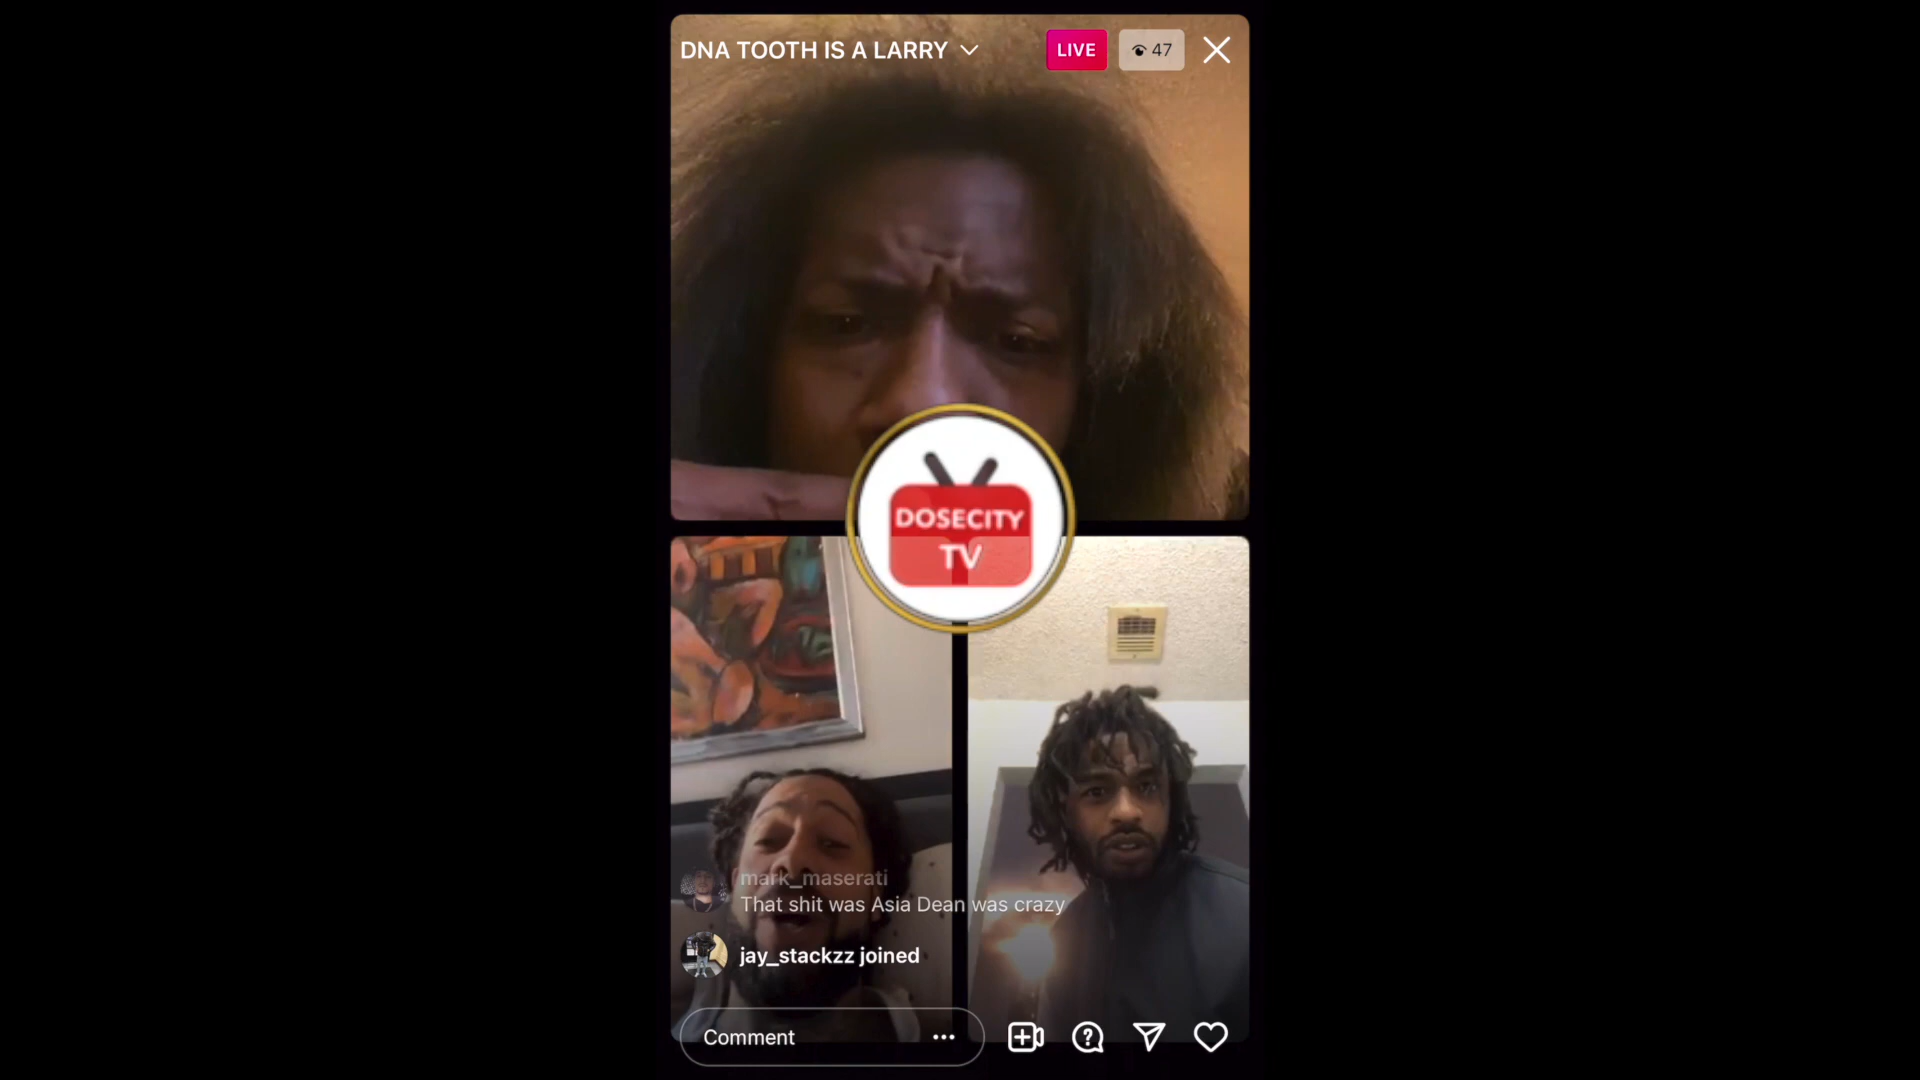 DNA TOOTH IS A LARRY
LIVE
47
DOSECITY
TV
mark_maserati
That shit was Asia Dean was crazy
jay_stackzz joined
Comment